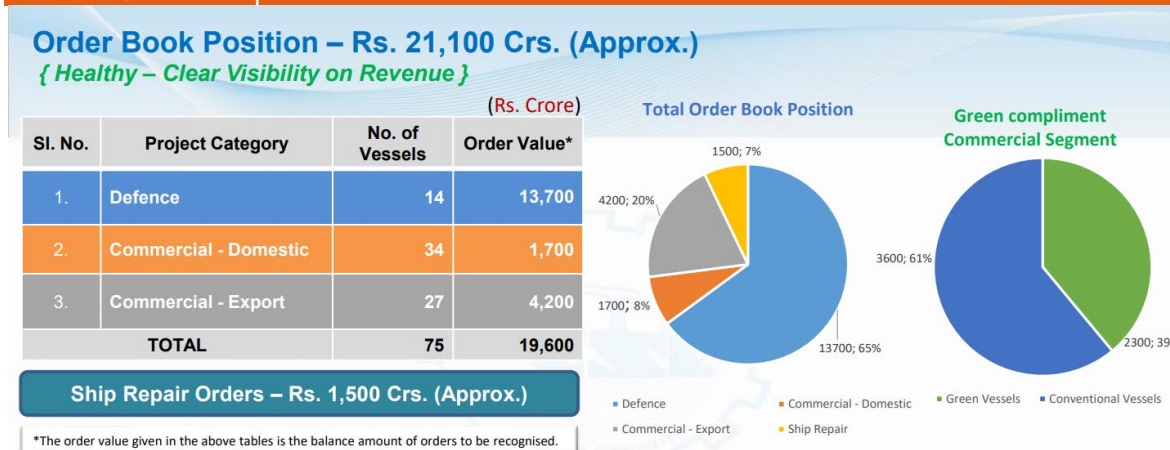 Order Book Position – Rs. 21,100 Crs. (Approx.)
{ Healthy – Clear Visibility on Revenue }
(Rs. Crore)
Sl. No. Project Category No. of Vessels Order Value*
1. Defence 14 13,700
2. Commercial - Domestic 34 1,700
3. Commercial - Export 27 4,200
TOTAL 75 19,600
Ship Repair Orders – Rs. 1,500 Crs. (Approx.)
*The order value given in the above tables is the balance amount of orders to be recognised.
Total Order Book Position
1500; 7%
4200; 20%
1700; 8%
13700; 65%
Defence
Commercial - Domestic
Commercial - Export
Ship Repair
Green compliment
Commercial Segment
3600; 61%
2300; 39
Green Vessels
Conventional Vessels